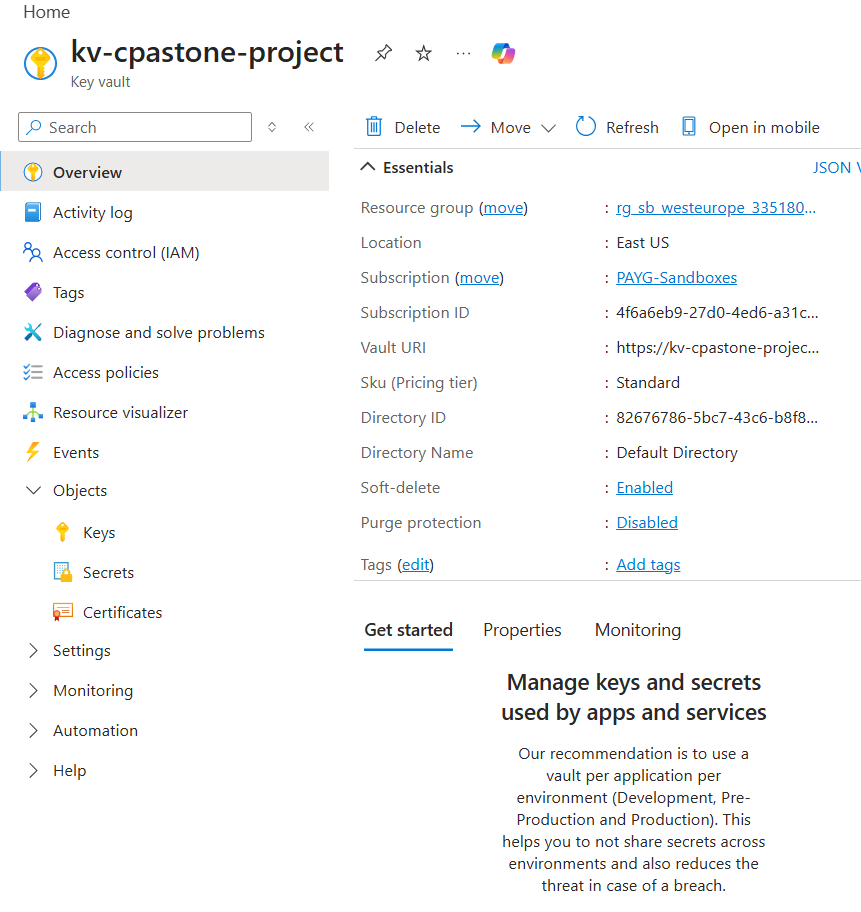 Home
kv-cpastone-project
Key vault
Search
Delete
Move
Refresh
Open in mobile
Overview
Activity log
Access control (IAM)
Tags
Diagnose and solve problems
Access policies
Resource visualizer
Events
Objects
Keys
Secrets
Certificates
Settings
Monitoring
Automation
Help
Essentials
JSON V
Resource group (move) : rg_sb_westeurope_335180...
Location : East US
Subscription (move) : PAYG-Sandboxes
Subscription ID : 4f6a6eb9-27d0-4ed6-a31c...
Vault URI : https://kv-cpastone-projec...
Sku (Pricing tier) : Standard
Directory ID : 82676786-5bc7-43c6-b8f8...
Directory Name : Default Directory
Soft-delete : Enabled
Purge protection : Disabled
Tags (edit) : Add tags
Get started
Properties
Monitoring
Manage keys and secrets
used by apps and services
Our recommendation is to use a
vault per application per
environment (Development, Pre-
Production and Production). This
helps you to not share secrets across
environments and also reduces the
threat in case of a breach.